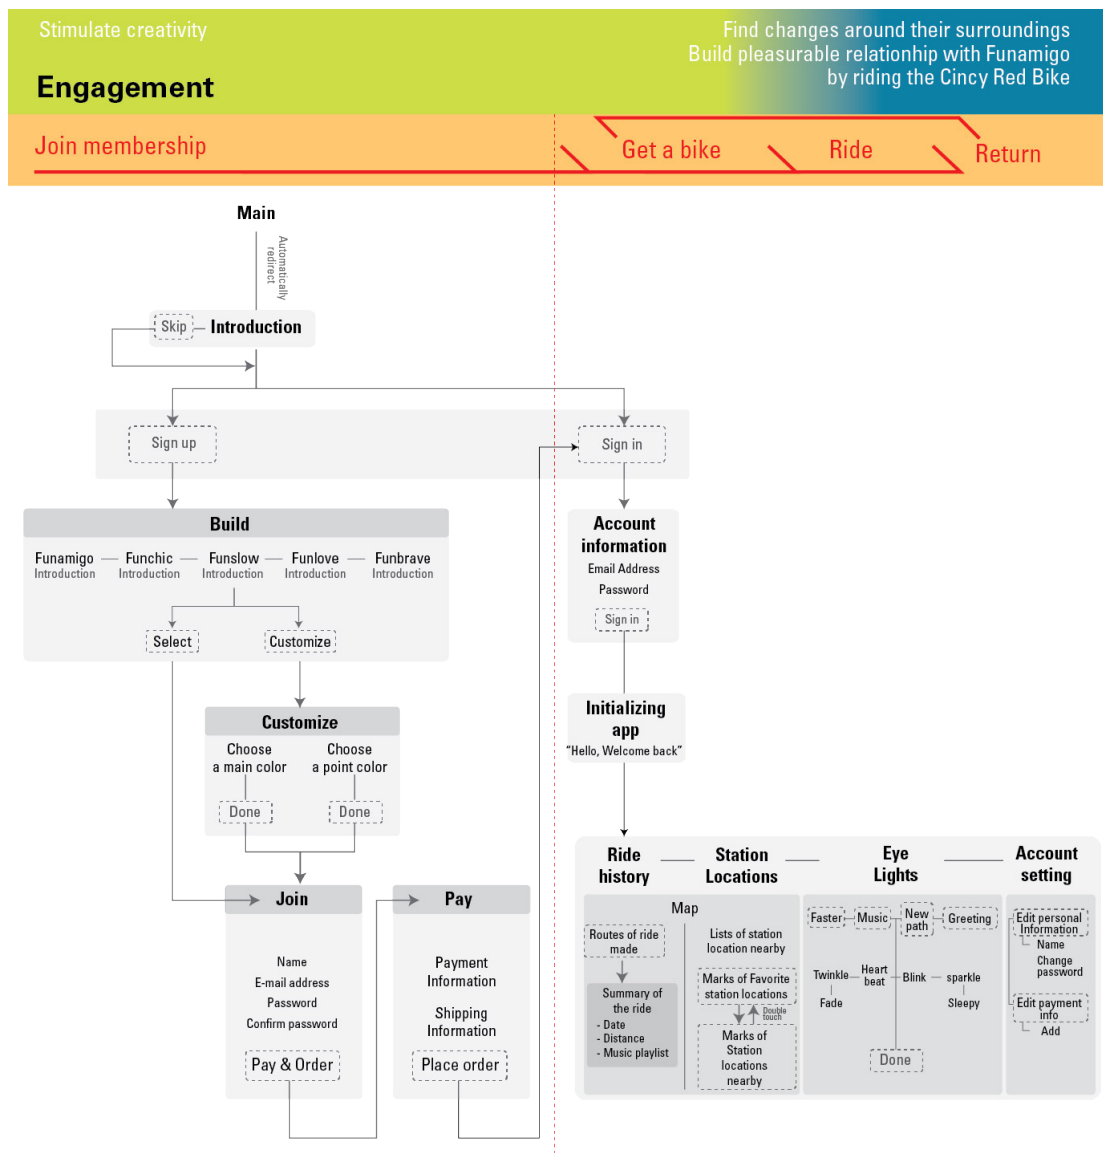 Stimulate creativity
Engagement
Find changes around their surroundings
Build pleasurable relationhip with Funamigo
by riding the Cincy Red Bike
Join membership
Get a bike
Ride
Return
Main
Automatically
redirect
Skip
Introduction
Sign up
Sign in
Build
Funamigo
Introduction
Funchic
Introduction
Funslow
Introduction
Funlove
Introduction
Funbrave
Introduction
Select
Customize
Customize
Choose
a main color
Choose
a point color
Done
Done
Join
Name
E-mail address
Password
Confirm password
Pay & Order
Pay
Payment
Information
Shipping
Information
Place order
Account
information
Email Address
Password
Sign in
Initializing
app
“Hello, Welcome back”
Ride
history
Station
Locations
Eye
Lights
Account
setting
Map
Routes of ride
made
Summary of
the ride
- Date
- Distance
- Music playlist
Lists of station
location nearby
Marks of Favorite
station locations
Double
touch
Marks of
Station
locations
nearby
Faster
Music
New
path
Greeting
Twinkle
Heart
beat
Blink
sparkle
Fade
Sleepy
Done
Edit personal
Information
Name
Change
password
Edit payment
info
Add